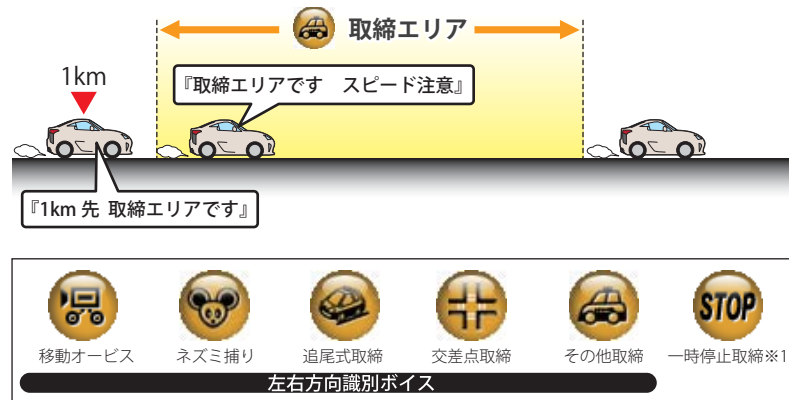 取締エリア
1km
『取締エリアです　スピード注意』
『1km 先 取締エリアです』
STOP
移動オービス
ネズミ捕り
追尾式取締
交差点取締
その他取締
一時停止取締※1
左右方向識別ボイス